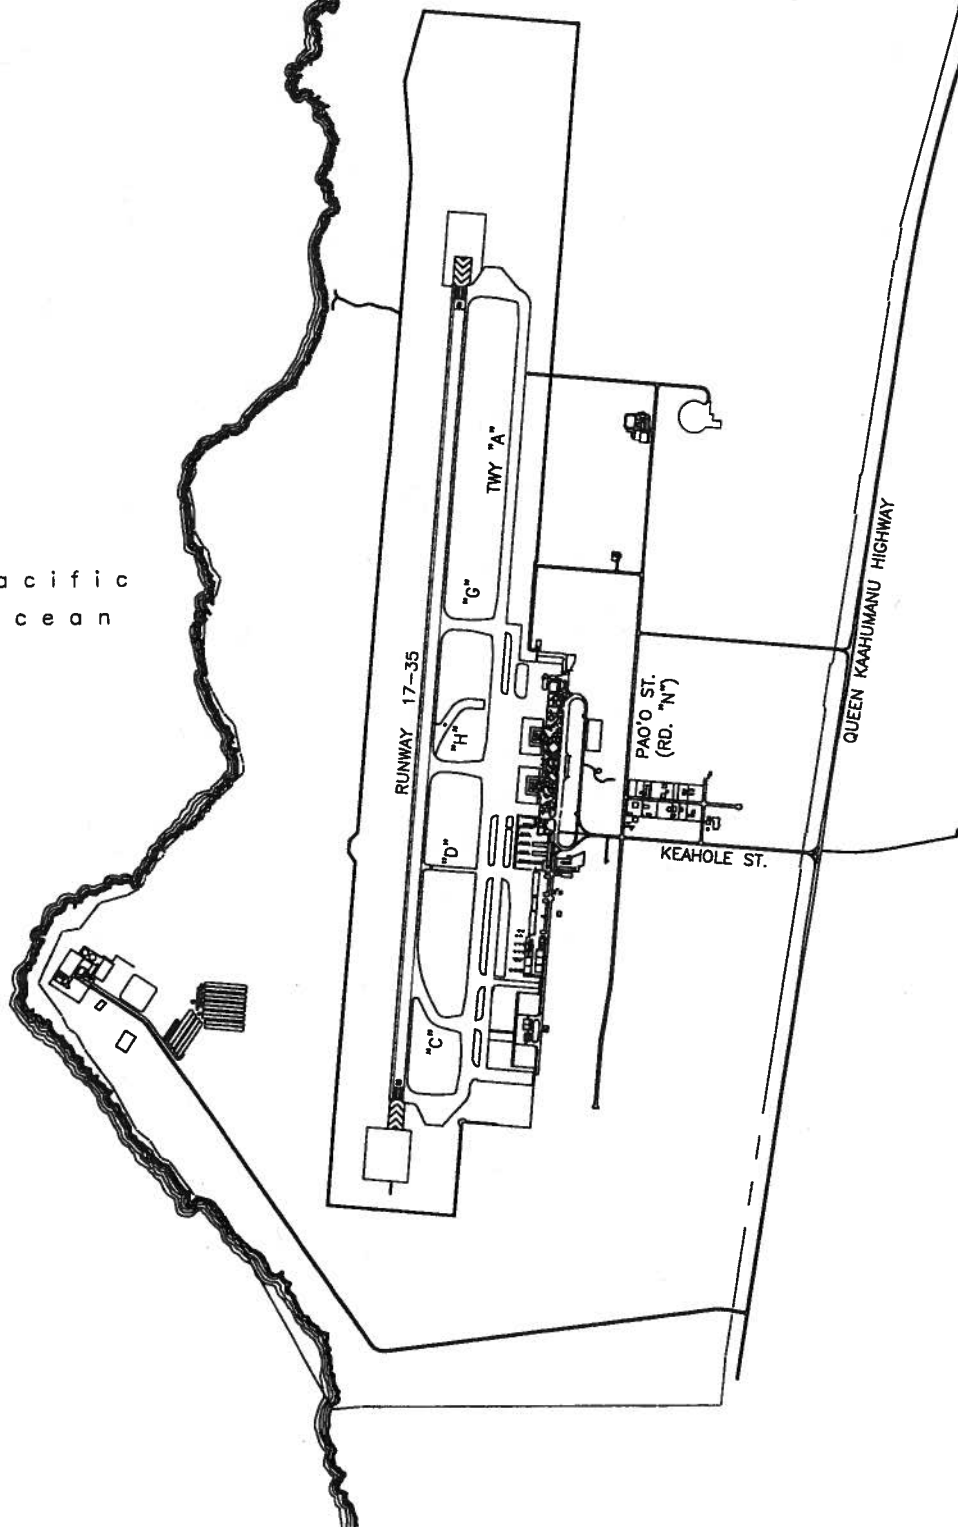 acific
cean
TWY "A"
"G"
RUNWAY 17-35
"H"
"D"
"C"
PAO'O ST.
(RD. "N")
KEAHOLE ST.
QUEEN KAAHUMANU HIGHWAY